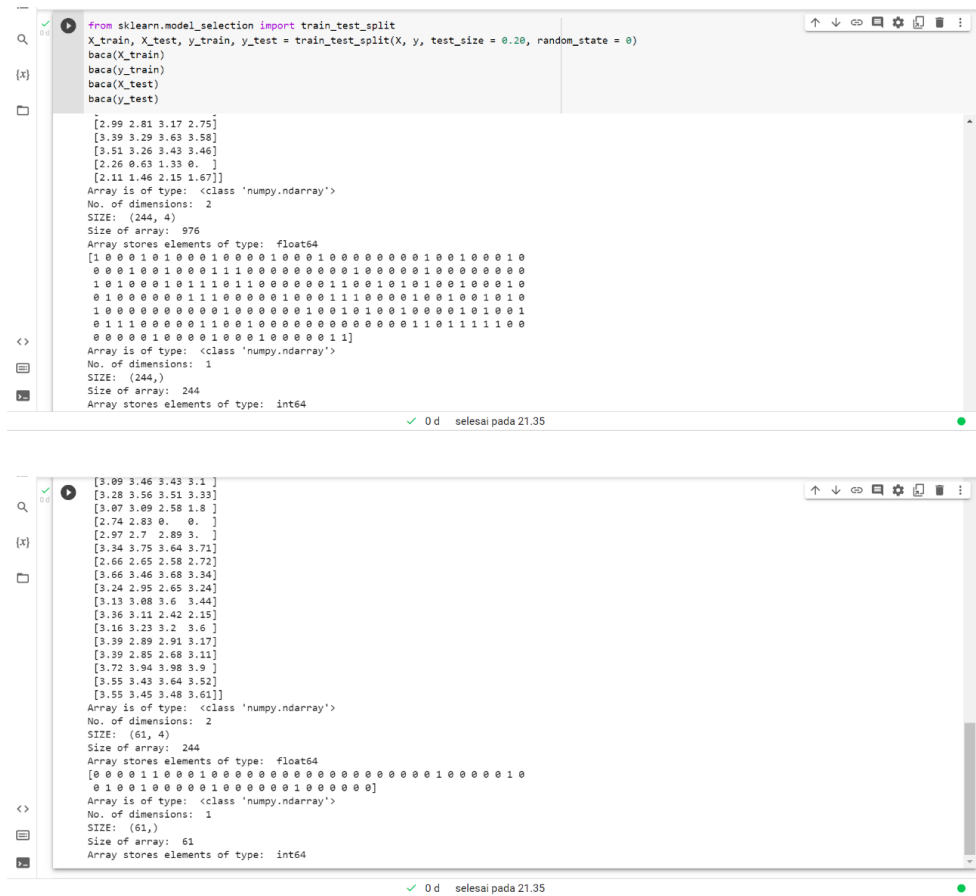 from sklearn.model_selection import train_test_split
X_train, X_test, y_train, y_test = train_test_split(X, y, test_size = 0.20, random_state = 0)
baca(X_train)
baca(y_train)
baca(X_test)
baca(y_test)
[2.99 2.81 3.17 2.75]
[3.39 3.29 3.63 3.58]
[3.51 3.26 3.43 3.46]
[2.26 0.63 1.33 0.  ]
[2.11 1.46 2.15 1.67]]
Array is of type:  <class 'numpy.ndarray'>
No. of dimensions:  2
SIZE:  (244, 4)
Size of array:  976
Array stores elements of type:  float64
[1 0 0 0 1 0 1 0 0 0 1 0 0 0 0 1 0 0 0 1 0 0 0 0 0 0 0 0 1 0 0 1 0 0 0 1 0
0 0 0 1 0 0 1 0 0 0 1 1 1 0 0 0 0 0 0 0 0 0 1 0 0 0 0 0 1 0 0 0 0 0 0 0 0
1 0 1 0 0 0 1 0 1 1 1 0 1 1 0 0 0 0 0 0 1 1 0 0 1 0 1 0 1 0 0 1 0 0 0 1 0
0 1 0 0 0 0 0 0 1 1 1 0 0 0 0 0 1 0 0 0 1 1 1 0 0 0 0 1 0 0 1 0 0 1 0 1 0
1 0 0 0 0 0 0 0 0 0 0 1 0 0 0 0 0 0 1 0 0 1 0 1 0 0 1 0 0 0 0 1 0 1 0 0 1
0 1 1 1 0 0 0 0 0 1 1 0 0 1 0 0 0 0 0 0 0 0 0 0 0 0 0 1 1 0 1 1 1 1 1 0 0
0 0 0 0 0 1 0 0 0 0 1 0 0 0 1 0 0 0 0 0 1 1]
Array is of type:  <class 'numpy.ndarray'>
No. of dimensions:  1
SIZE:  (244,)
Size of array:  244
Array stores elements of type:  int64
0 d selesai pada 21.35
[3.09 3.46 3.43 3.1 ]
[3.28 3.56 3.51 3.33]
[3.07 3.09 2.58 1.8 ]
[2.74 2.83 0.   0.  ]
[2.97 2.7  2.89 3.  ]
[3.34 3.75 3.64 3.71]
[2.66 2.65 2.58 2.72]
[3.66 3.46 3.68 3.34]
[3.24 2.95 2.65 3.24]
[3.13 3.08 3.6  3.44]
[3.36 3.11 2.42 2.15]
[3.16 3.23 3.2  3.6 ]
[3.39 2.89 2.91 3.17]
[3.39 2.85 2.68 3.11]
[3.72 3.94 3.98 3.9 ]
[3.55 3.43 3.64 3.52]
[3.55 3.45 3.48 3.61]]
Array is of type:  <class 'numpy.ndarray'>
No. of dimensions:  2
SIZE:  (61, 4)
Size of array:  244
Array stores elements of type:  float64
[0 0 0 0 1 1 0 0 0 1 0 0 0 0 0 0 0 0 0 0 0 0 0 0 0 0 0 0 0 1 0 0 0 0 0 1 0
0 1 0 0 1 0 0 0 0 0 1 0 0 0 0 0 0 1 0 0 0 0 0 0]
Array is of type:  <class 'numpy.ndarray'>
No. of dimensions:  1
SIZE:  (61,)
Size of array:  61
Array stores elements of type:  int64
0 d selesai pada 21.35